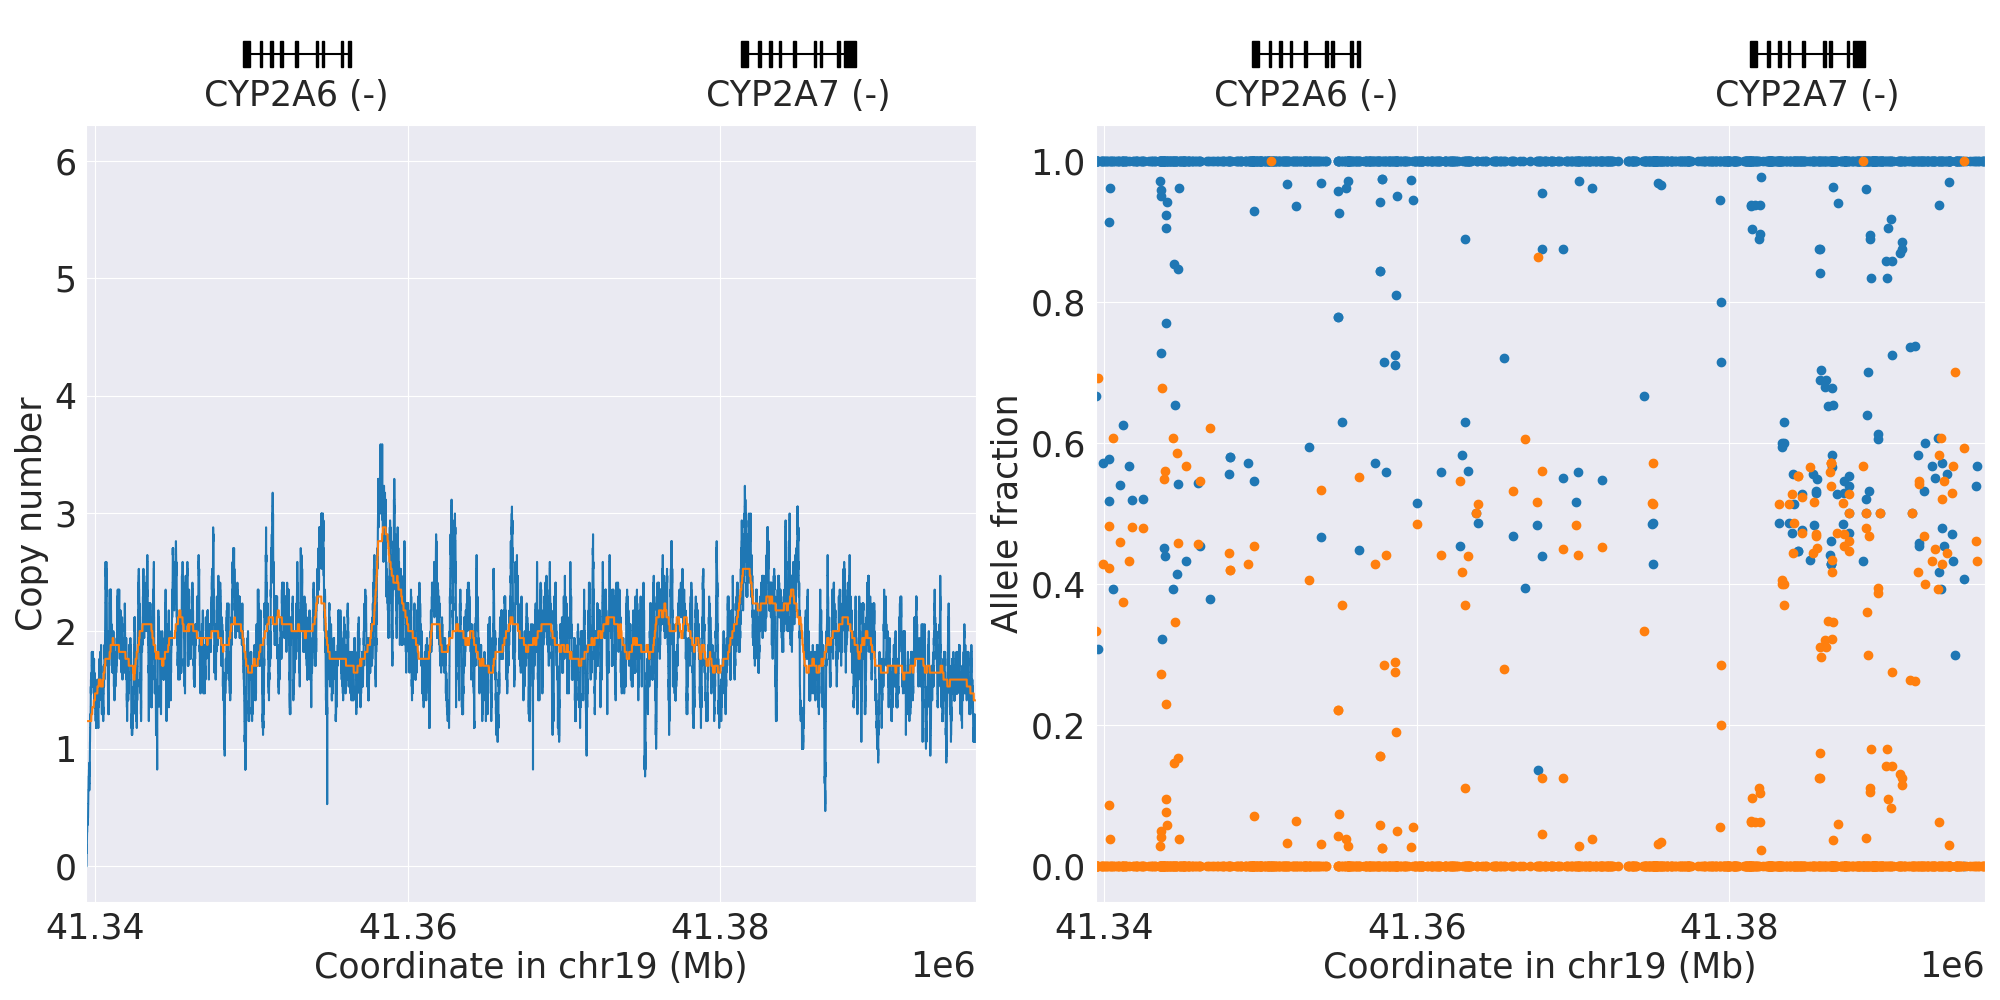 CYP2A6 (-)
CYP2A7 (-)
6
5
4
3
2
1
0
Copy number
41.34
41.36
41.38
Coordinate in chr19 (Mb)
1e6
CYP2A6 (-)
CYP2A7 (-)
1.0
0.8
0.6
0.4
0.2
0.0
Allele fraction
41.34
41.36
41.38
Coordinate in chr19 (Mb)
1e6